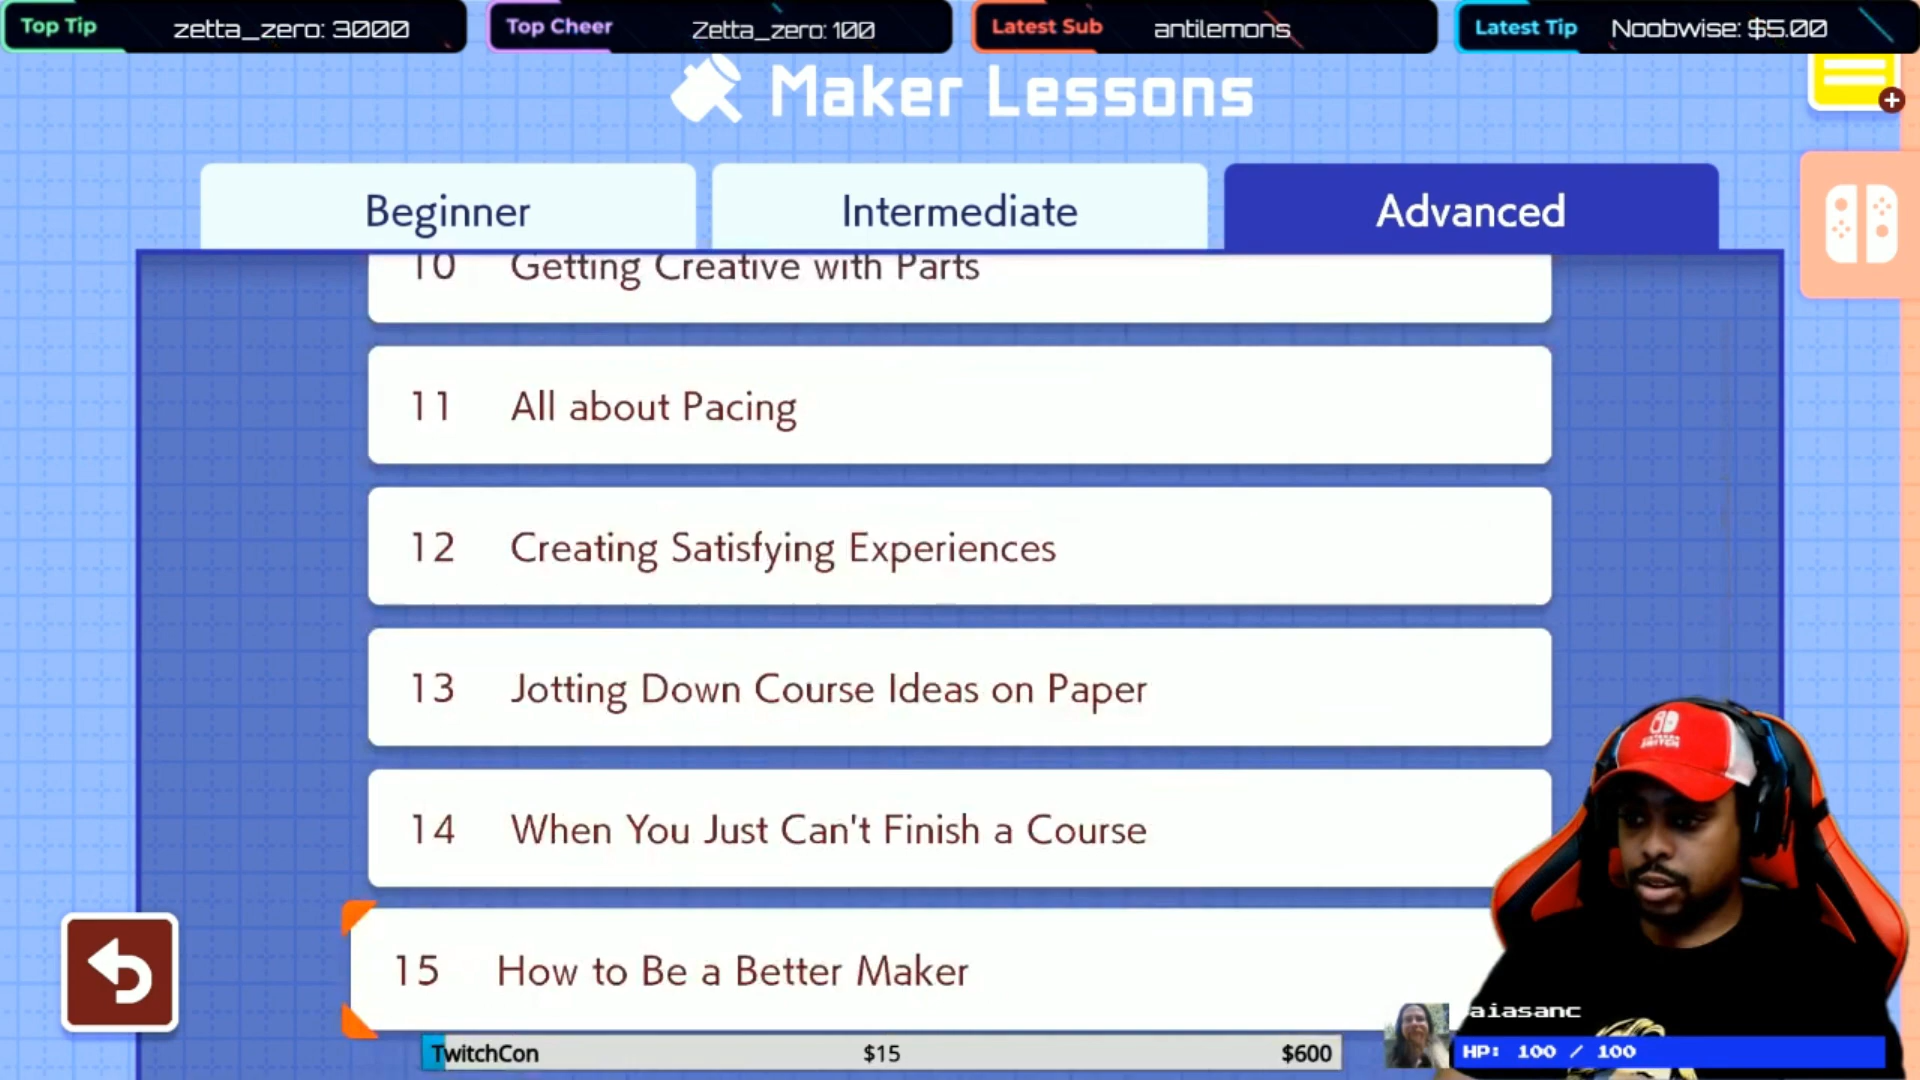 Top Tip zetta_zero: 3000 Top Cheer Zetta_zero: 100 Latest Sub antilemons Latest Tip Noobwise: $5.00
Maker Lessons
Beginner Intermediate Advanced
10 Getting Creative with Parts
11 All about Pacing
12 Creating Satisfying Experiences
13 Jotting Down Course Ideas on Paper
14 When You Just Can't Finish a Course
15 How to Be a Better Maker
aiasanc
TwitchCon $15 $600
HP: 100 / 100